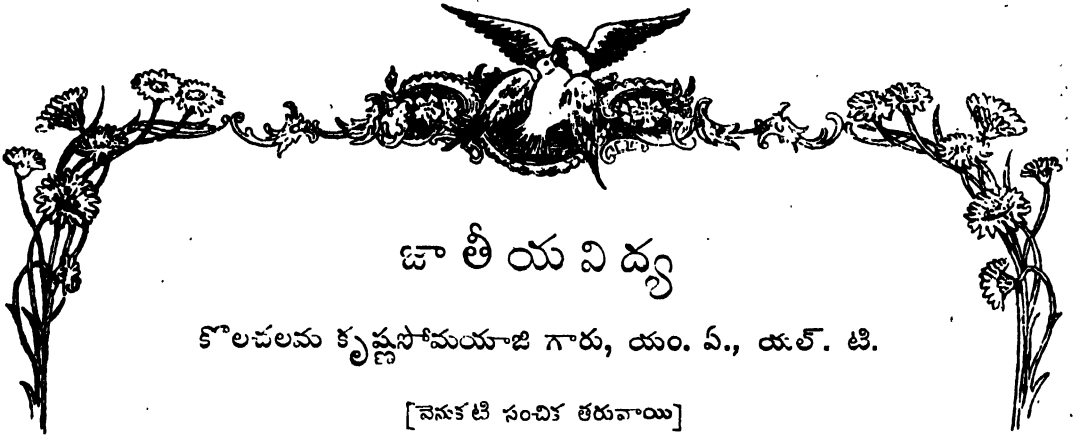 జాతీయవిద్య
కొలచలమ కృష్ణసోమయాజి గారు, యం. ఏ., యల్. టి.
[వెనుకటి సంచిక తరువాయి]